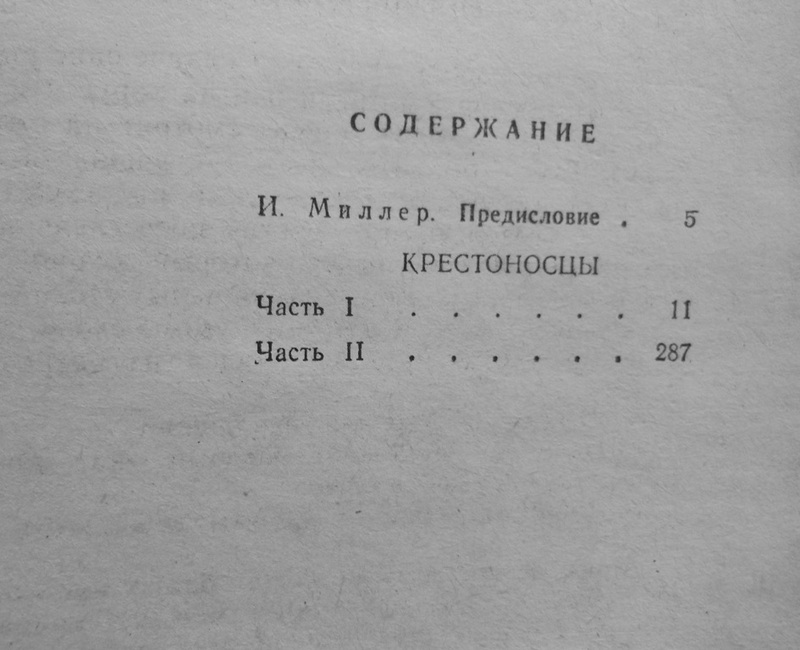 СОДЕРЖАНИЕ
И. Миллер. Предисловие . 5
КРЕСТОНОСЦЫ
Часть I . . . . . . 11
Часть II . . . . . . 287